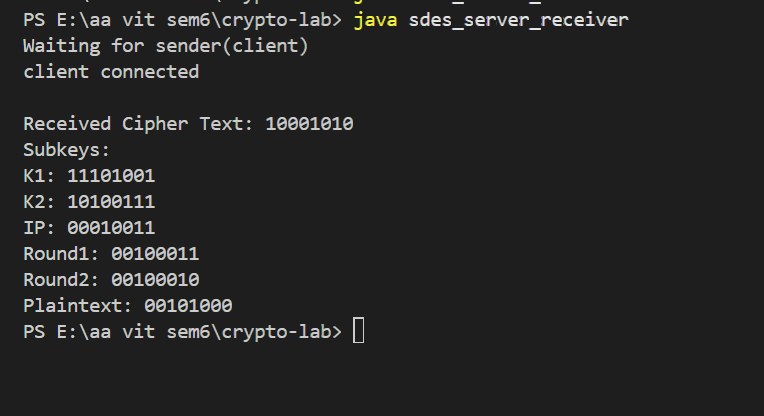 PS E:\aa vit sem6\crypto-lab> java sdes_server_receiver
Waiting for sender(client)
client connected
Received Cipher Text: 10001010
Subkeys:
K1: 11101001
K2: 10100111
IP: 00010011
Round1: 00100011
Round2: 00100010
Plaintext: 00101000
PS E:\aa vit sem6\crypto-lab>